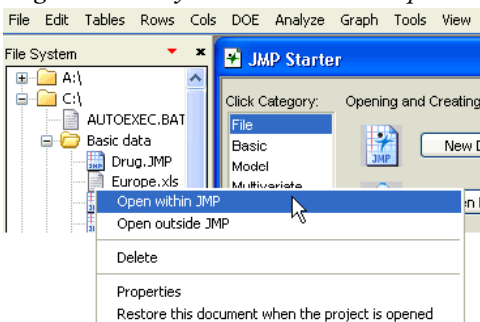 File Edit Tables Rows Cols DOE Analyze Graph Tools View
File System
JMP Starter
A:\
C:\
AUTOEXEC.BAT
Basic data
Drug.JMP
Europe.xls
Click Category:
Opening and Creating
File
Basic
Model
Multivariate
JMP
New D
Open within JMP
Open outside JMP
Delete
Properties
Restore this document when the project is opened